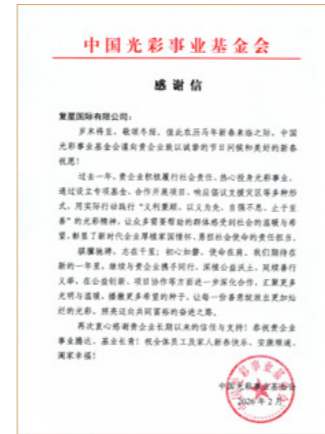 中国光彩事业基金会
感谢信
复星国际有限公司：
岁末将至，敬颂冬绥。值此农历马年新春来临之际，中国
光彩事业基金会谨向贵企业致以诚挚的节日问候和美好的新春
祝愿！
过去一年，贵企业积极履行社会责任，热心投身光彩事业，
通过设立专项基金、合作开展项目、响应倡议支援灾区等多种形
式，用实际行动践行“义利兼顾、以义为先，自强不息、止于至
善”的光彩精神，让众多需要帮助的群体感受到社会的温暖与希
望，彰显了新时代企业厚植家国情怀、勇担社会使命的责任担当。
骐骥驰骋，志在千里；初心如磐，使命在肩。我们期待在
新的一年里，继续与贵企业携手同行，深植公益沃土，延续善行
义举，在公益创新、项目协作等方面进一步深化合作，汇聚更多
光明与温暖，播撒更多希望的种子，让每一份善意绽放出更加灿
烂的光彩，照亮迈向共同富裕的奋进之路。
再次衷心感谢贵企业长期以来的信任与支持！恭祝贵企业
事业腾达、基业长青！祝全体员工及家人新春快乐、安康顺遂、
阖家幸福！
中国光彩事业基金会
2026年2月